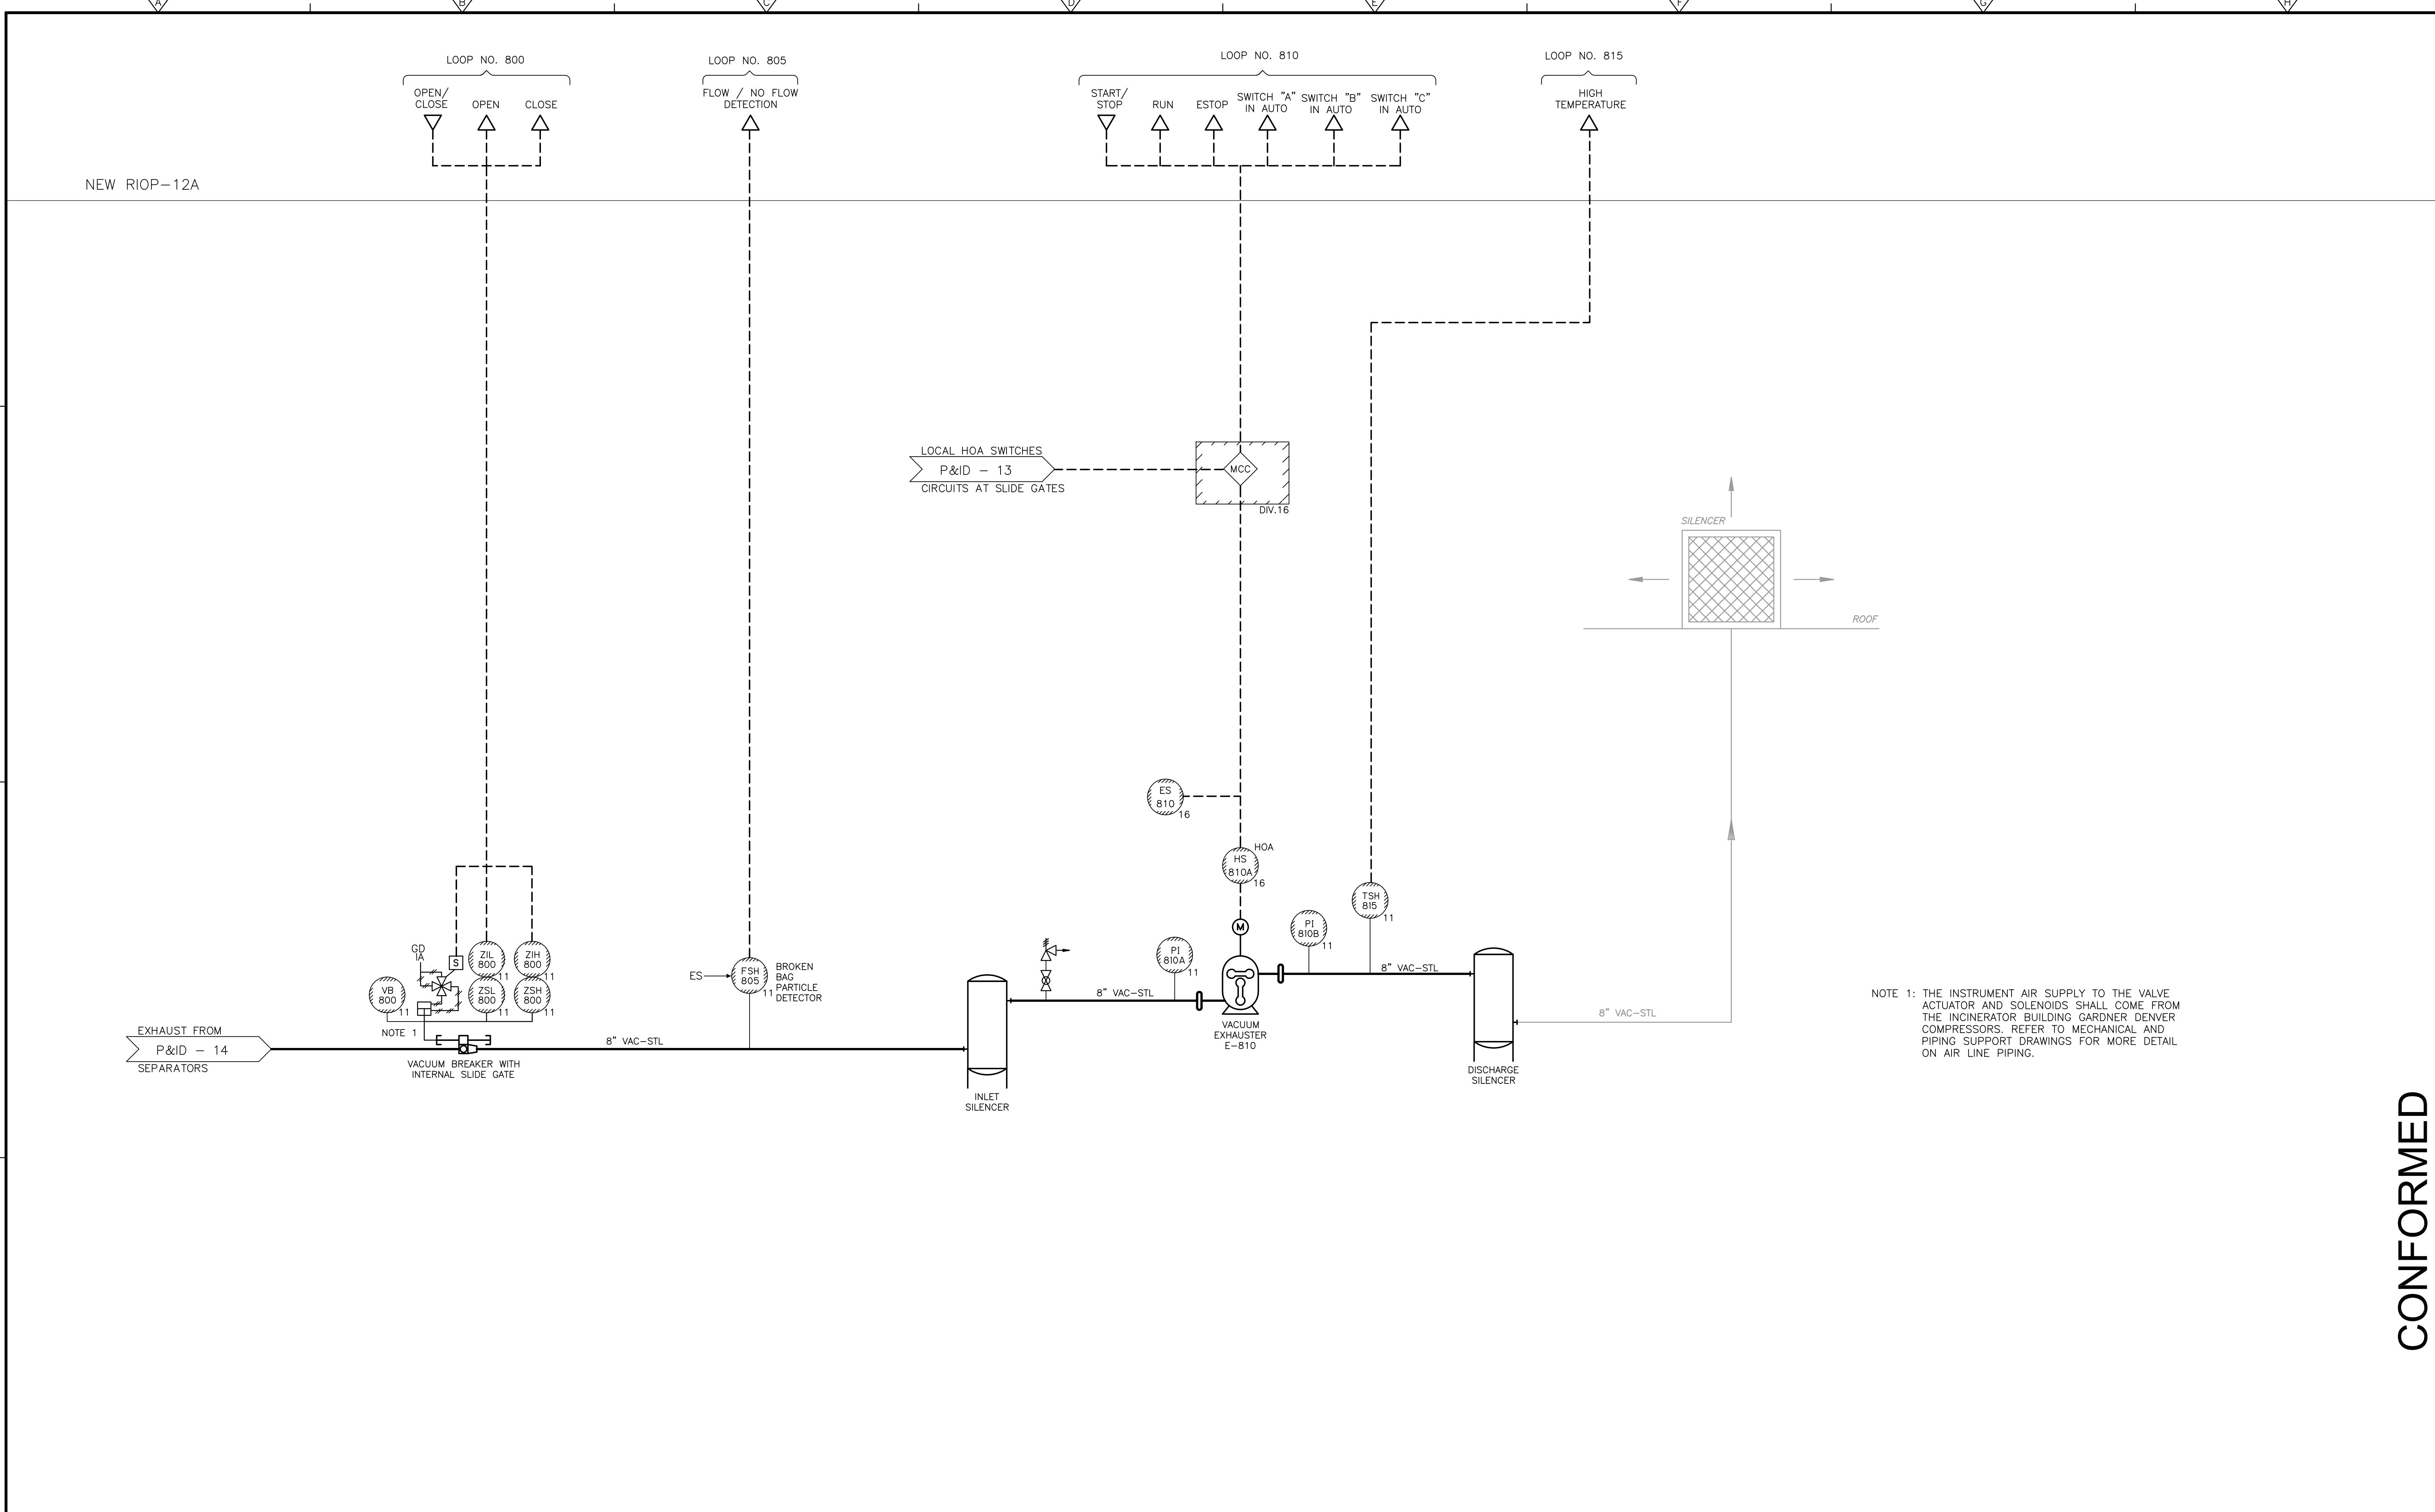 A
B
C
D
E
F
G
H
LOOP NO. 800
OPEN/
CLOSE
OPEN
CLOSE
LOOP NO. 805
FLOW / NO FLOW
DETECTION
LOOP NO. 810
START/
STOP
RUN
ESTOP
SWITCH "A"
IN AUTO
SWITCH "B"
IN AUTO
SWITCH "C"
IN AUTO
LOOP NO. 815
HIGH
TEMPERATURE
NEW RIOP-12A
LOCAL HOA SWITCHES
P&ID - 13
CIRCUITS AT SLIDE GATES
MCC
DIV.16
SILENCER
ROOF
ES
810
16
HOA
HS
810A
16
M
TSH
815
11
PI
810B
11
PI
810A
11
GD
IA
S
ZIL
800
11
ZIH
800
11
VB
800
11
ZSL
800
11
ZSH
800
11
NOTE 1
ES
FSH
805
11
BROKEN
BAG
PARTICLE
DETECTOR
8" VAC-STL
8" VAC-STL
8" VAC-STL
8" VAC-STL
EXHAUST FROM
P&ID - 14
SEPARATORS
VACUUM BREAKER WITH
INTERNAL SLIDE GATE
INLET
SILENCER
VACUUM
EXHAUSTER
E-810
DISCHARGE
SILENCER
NOTE 1: THE INSTRUMENT AIR SUPPLY TO THE VALVE
ACTUATOR AND SOLENOIDS SHALL COME FROM
THE INCINERATOR BUILDING GARDNER DENVER
COMPRESSORS. REFER TO MECHANICAL AND
PIPING SUPPORT DRAWINGS FOR MORE DETAIL
ON AIR LINE PIPING.
CONFORMED